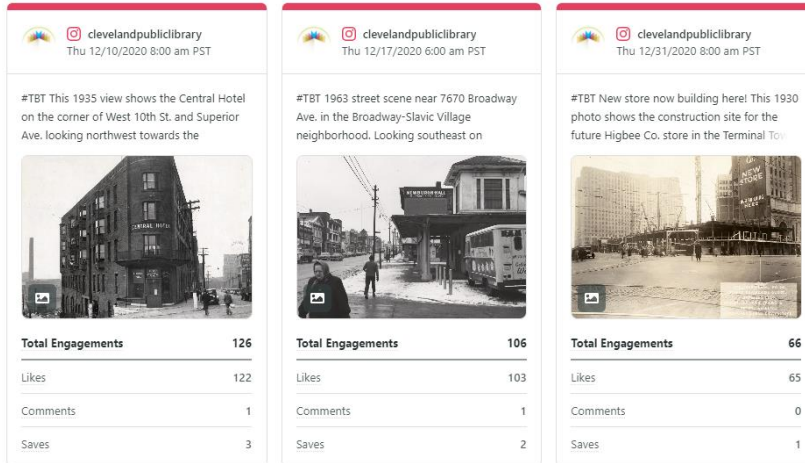 clevelandpubliclibrary
Thu 12/10/2020 8:00 am PST
#TBT This 1935 view shows the Central Hotel
on the corner of West 10th St. and Superior
Ave. looking northwest towards the
CENTRAL HOTEL
Total Engagements 126
Likes 122
Comments 1
Saves 3
clevelandpubliclibrary
Thu 12/17/2020 6:00 am PST
#TBT 1963 street scene near 7670 Broadway
Ave. in the Broadway-Slavic Village
neighborhood. Looking southeast on
Total Engagements 106
Likes 103
Comments 1
Saves 2
clevelandpubliclibrary
Thu 12/31/2020 8:00 am PST
#TBT New store now building here! This 1930
photo shows the construction site for the
future Higbee Co. store in the Terminal Tow
NEW
STORE
Total Engagements 66
Likes 65
Comments 0
Saves 1